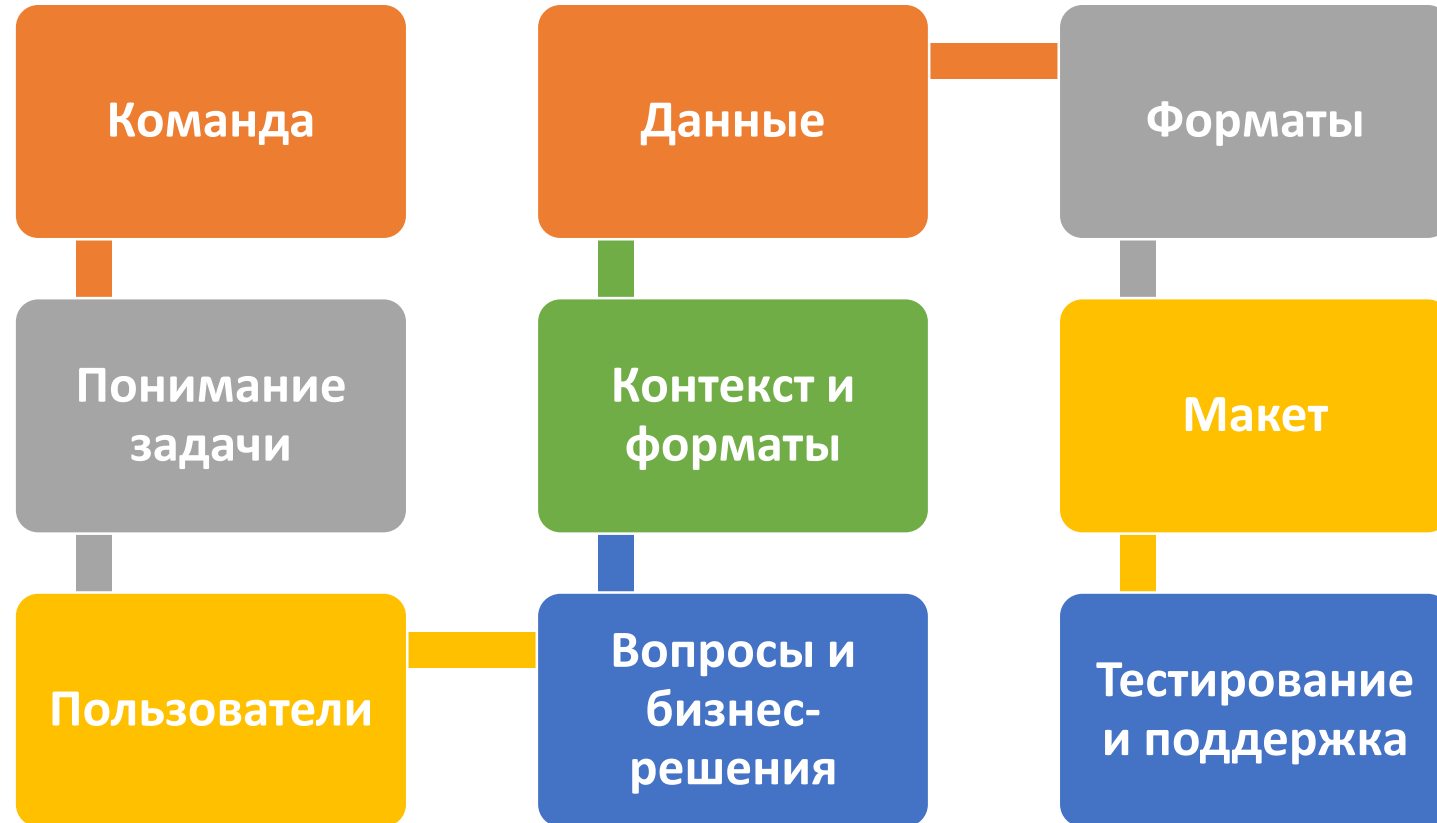 Команда
Данные
Форматы
Понимание
задачи
Контекст и
форматы
Макет
Пользователи
Вопросы и
бизнес-
решения
Тестирование
и поддержка